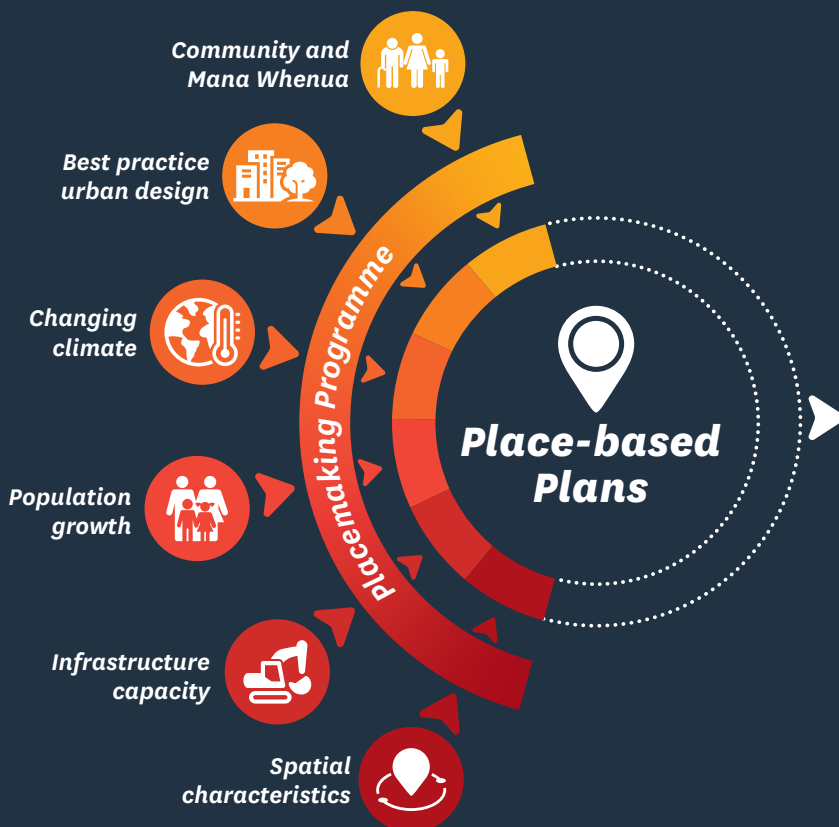 Community and
Mana Whenua
Best practice
urban design
Changing
climate
Population
growth
Infrastructure
capacity
Spatial
characteristics
Placemaking Programme
Place-based
Plans